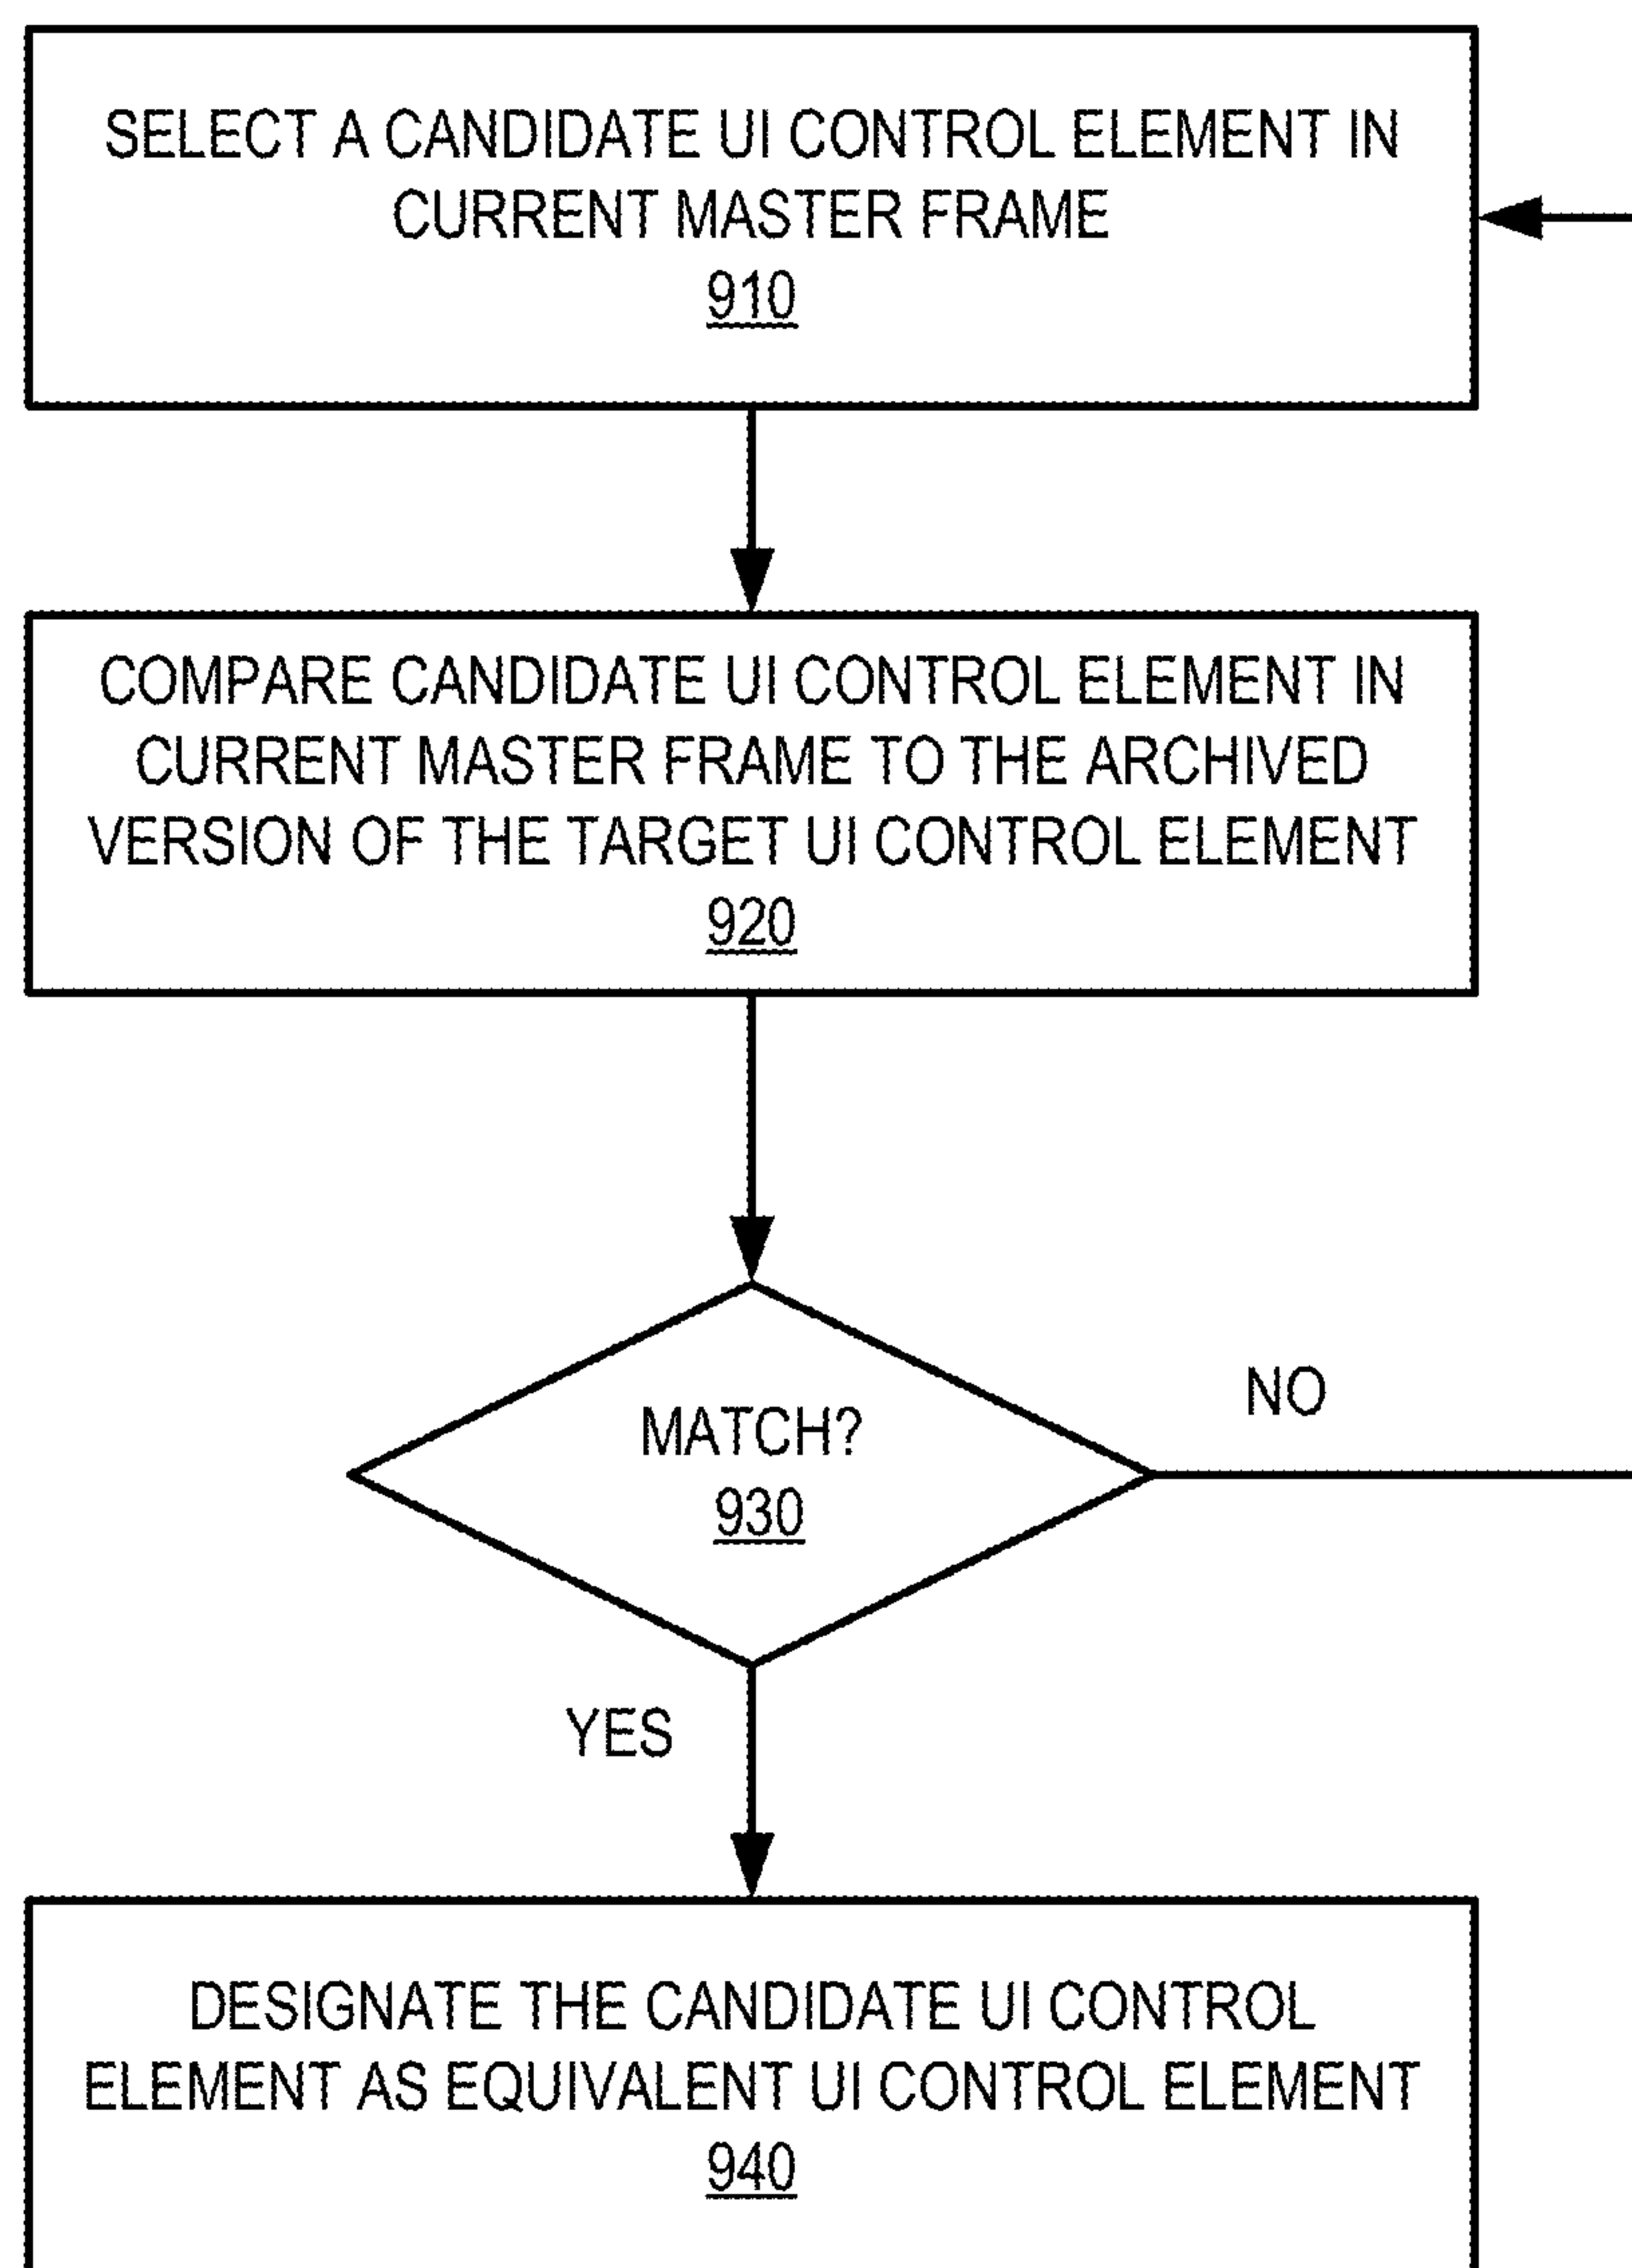 SELECT A CANDIDATE UI CONTROL ELEMENT IN
CURRENT MASTER FRAME
910
COMPARE CANDIDATE UI CONTROL ELEMENT IN
CURRENT MASTER FRAME TO THE ARCHIVED
VERSION OF THE TARGET UI CONTROL ELEMENT
920
NO
MATCH?
930
YES
DESIGNATE THE CANDIDATE UI CONTROL
ELEMENT AS EQUIVALENT UI CONTROL ELEMENT
940